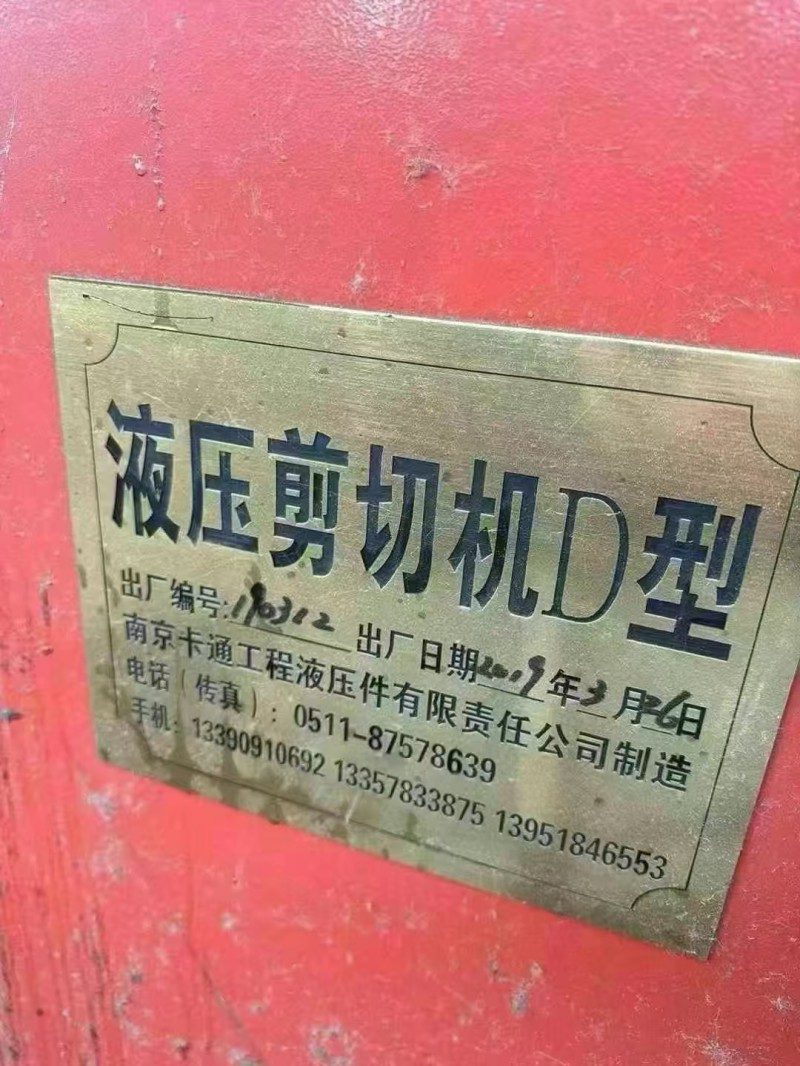 液压剪切机D型
出厂编号:190312 出厂日期2019年3月26日
南京卡通工程液压件有限责任公司制造
电话(传真):0511-87578639
手机:13390910692 13357833875 13951846553